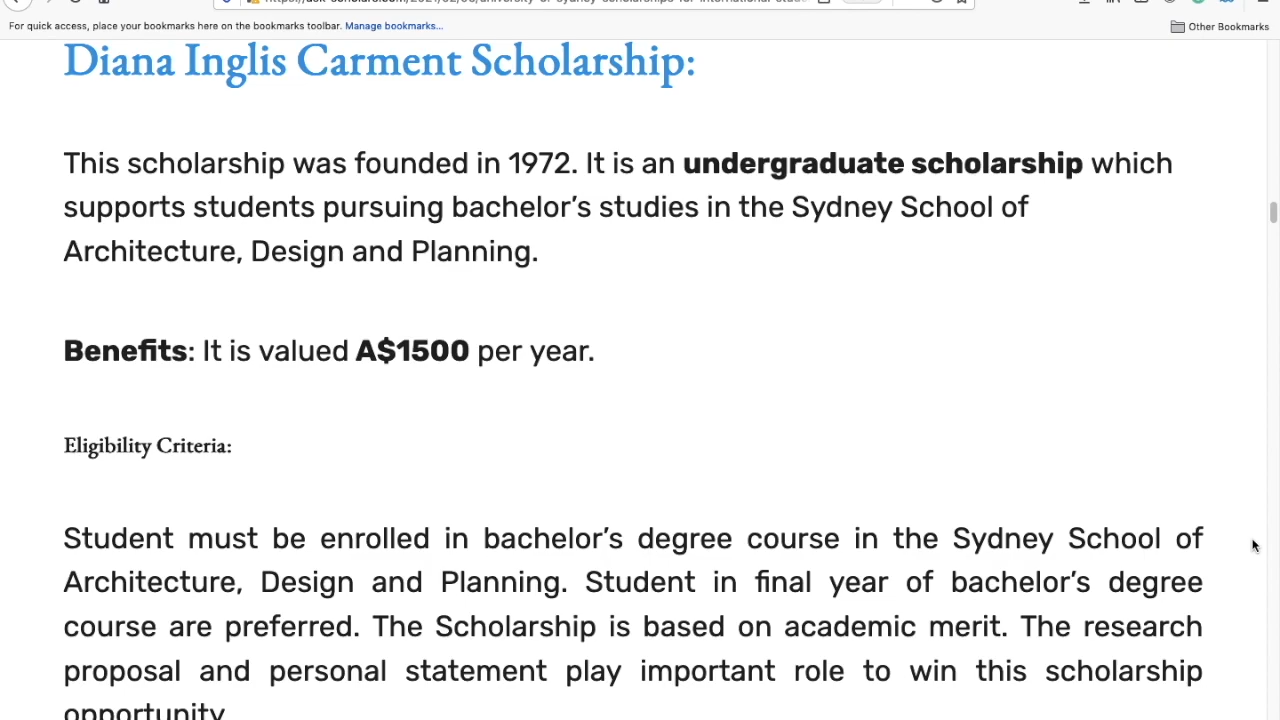 For quick access, place your bookmarks here on the bookmarks toolbar. Manage bookmarks...
Other Bookmarks
Diana Inglis Carment Scholarship:
This scholarship was founded in 1972. It is an undergraduate scholarship which
supports students pursuing bachelor’s studies in the Sydney School of
Architecture, Design and Planning.
Benefits: It is valued A$1500 per year.
Eligibility Criteria:
Student must be enrolled in bachelor’s degree course in the Sydney School of
Architecture, Design and Planning. Student in final year of bachelor’s degree
course are preferred. The Scholarship is based on academic merit. The research
proposal and personal statement play important role to win this scholarship
opportunity.